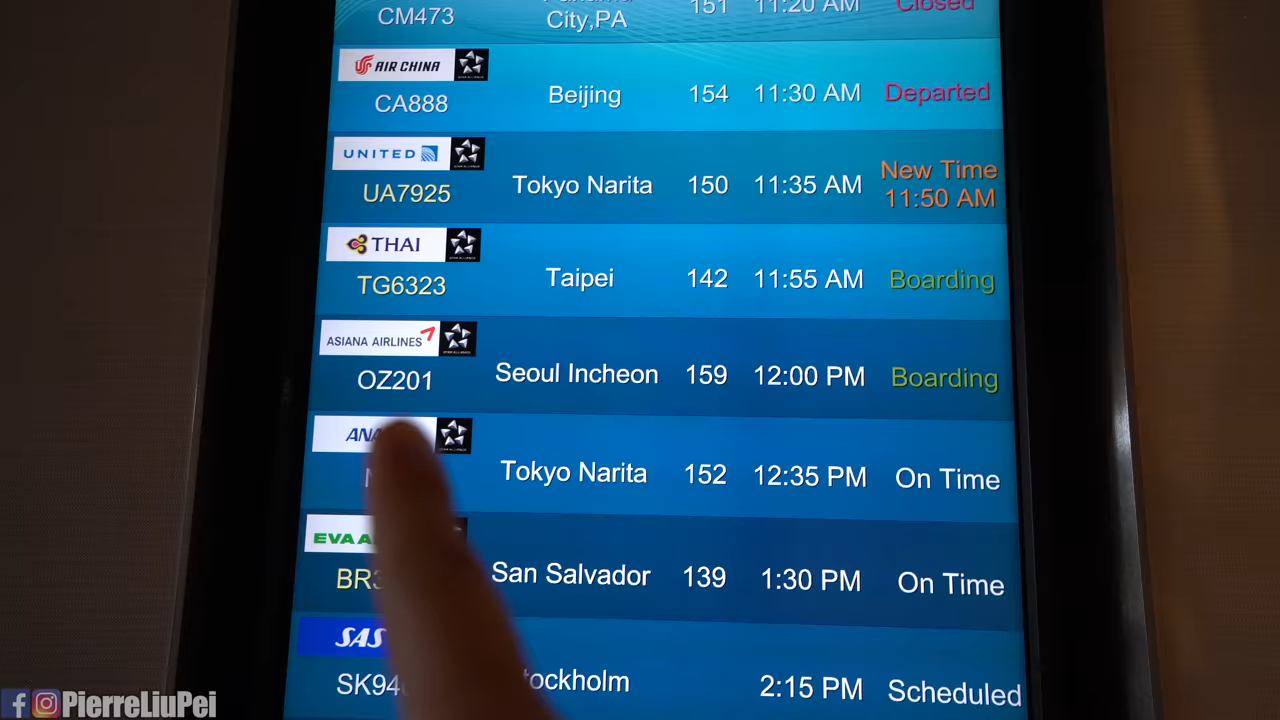 CM473 City,PA 151 11:20 AM Closed
AIR CHINA
CA888 Beijing 154 11:30 AM Departed
UNITED
UA7925 Tokyo Narita 150 11:35 AM New Time
11:50 AM
THAI
TG6323 Taipei 142 11:55 AM Boarding
ASIANA AIRLINES
OZ201 Seoul Incheon 159 12:00 PM Boarding
ANA
Tokyo Narita 152 12:35 PM On Time
EVA
San Salvador 139 1:30 PM On Time
SAS
2:15 PM Scheduled
PierreLiuPei